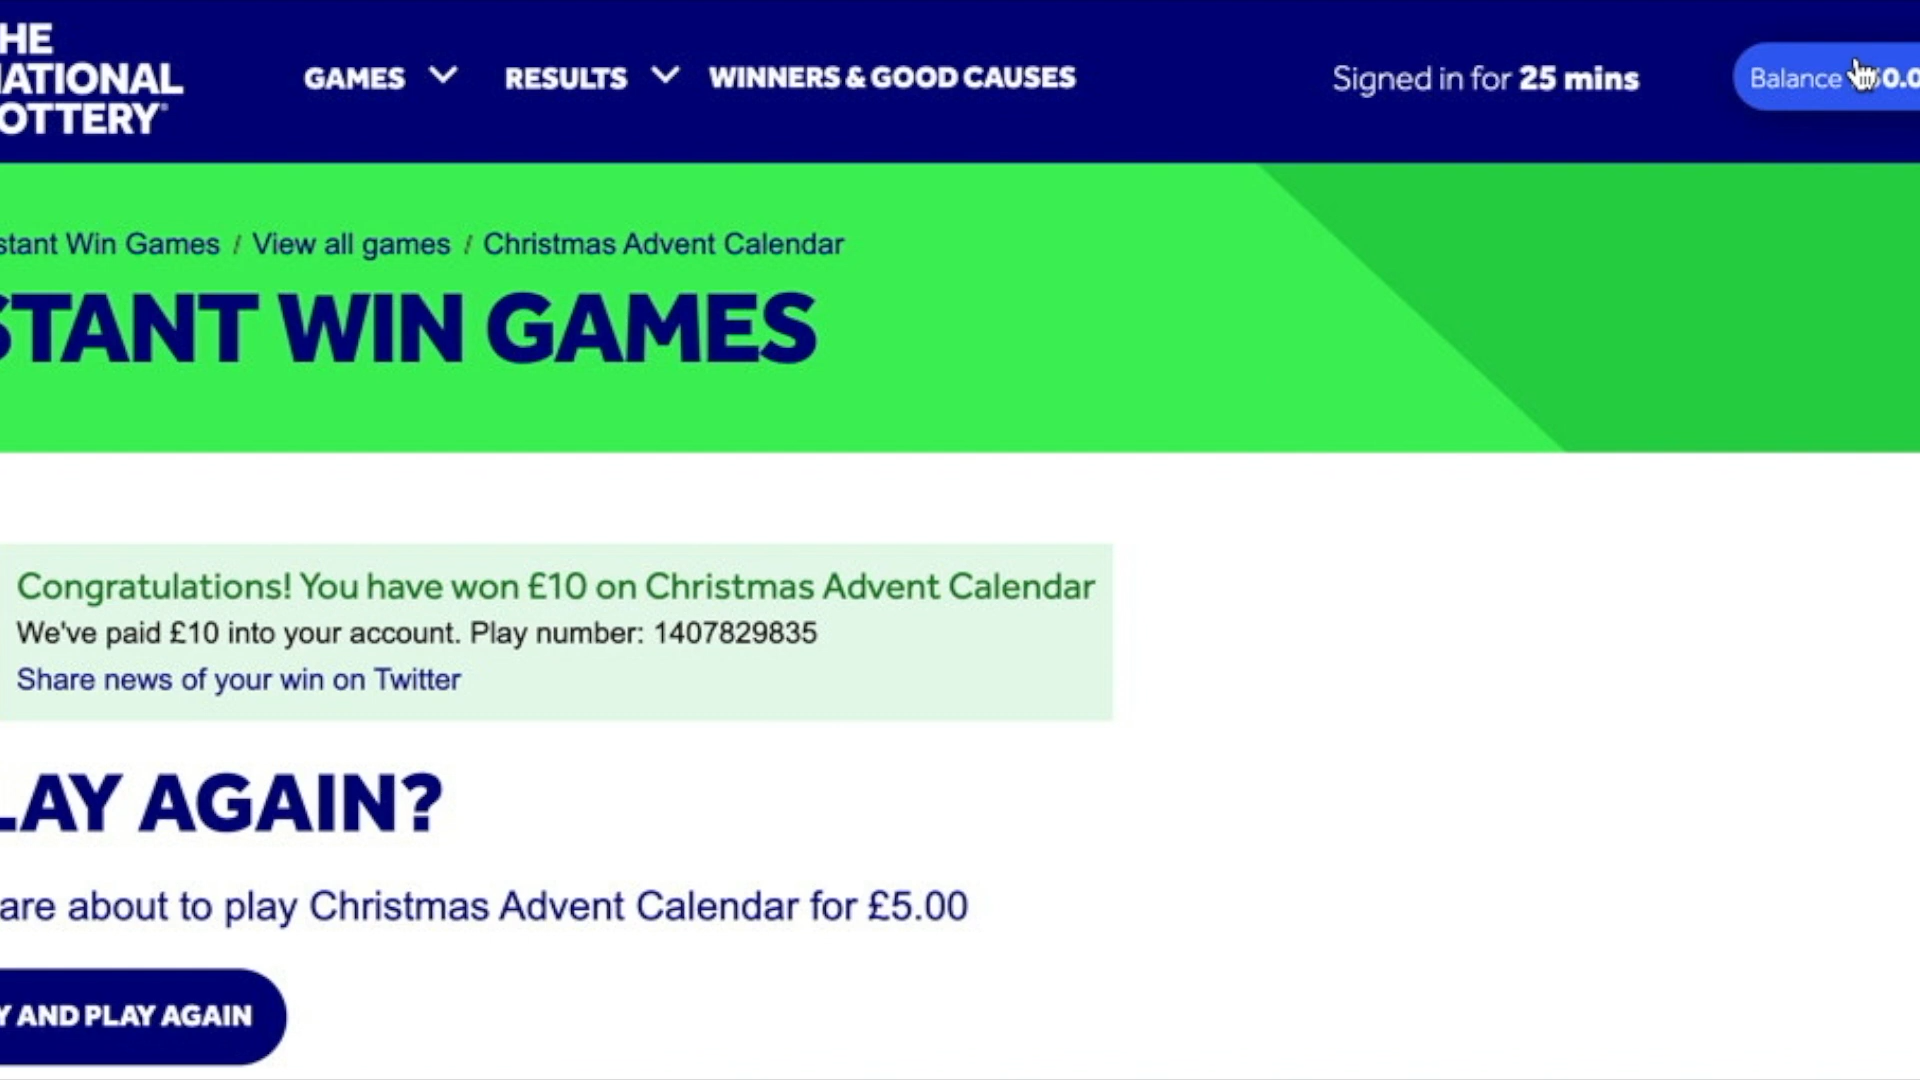 HE
NATIONAL
OTTERY
GAMES RESULTS WINNERS & GOOD CAUSES Signed in for 25 mins Balance 0.0
stant Win Games / View all games / Christmas Advent Calendar
STANT WIN GAMES
Congratulations! You have won £10 on Christmas Advent Calendar
We've paid £10 into your account. Play number: 1407829835
Share news of your win on Twitter
LAY AGAIN?
are about to play Christmas Advent Calendar for £5.00
Y AND PLAY AGAIN